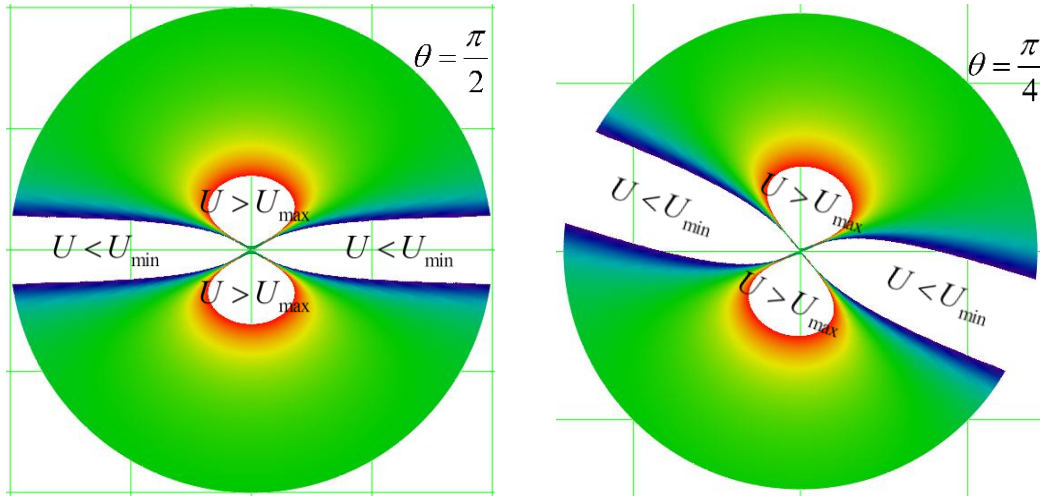 θ = π/2
U > U_max
U < U_min
U < U_min
U > U_max
θ = π/4
U > U_max
U < U_min
U > U_max
U < U_min